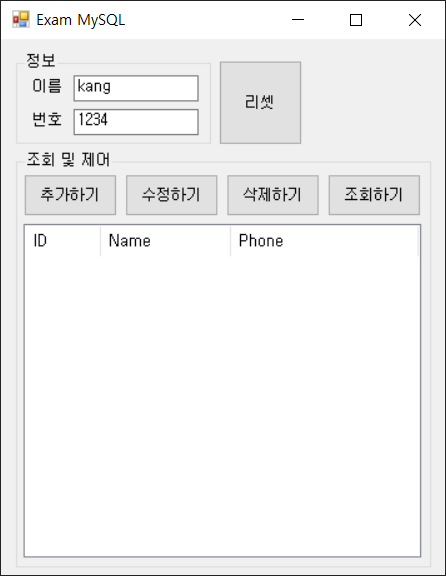 Exam MySQL
정보
이름 kang
번호 1234
리셋
조회 및 제어
추가하기 수정하기 삭제하기 조회하기
ID Name Phone